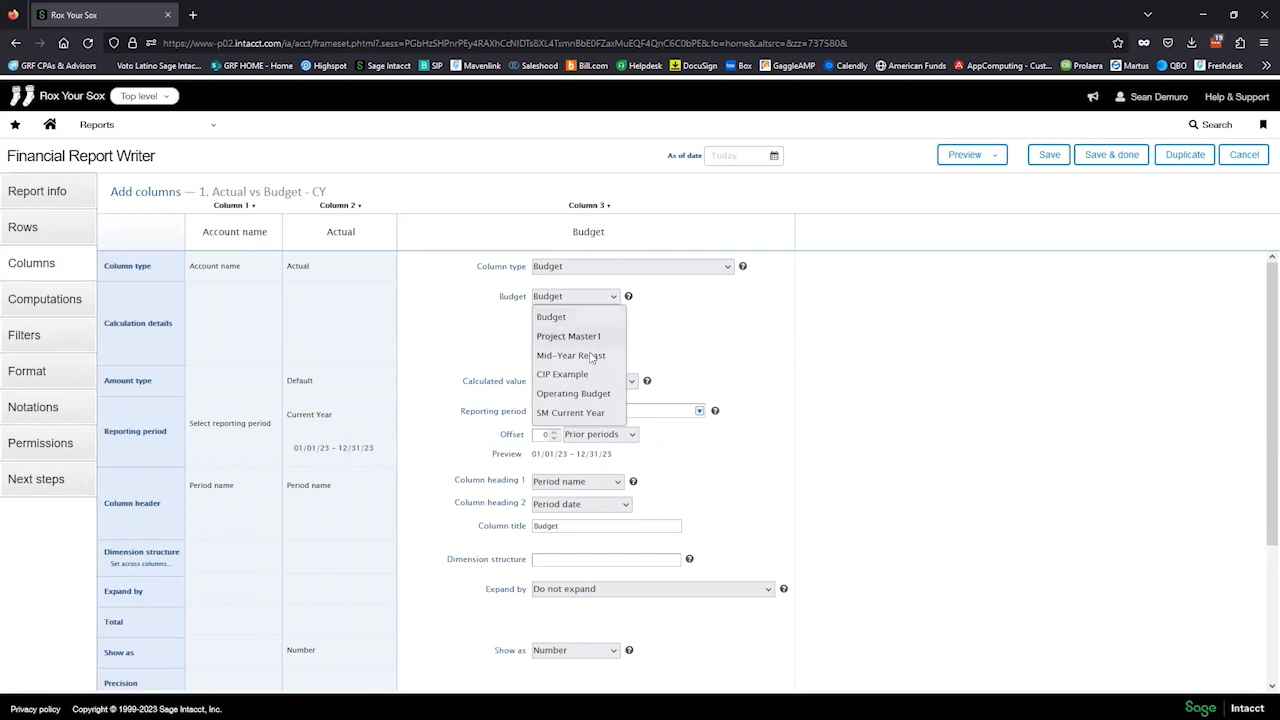 Rox Your Sox
https://www-p02.intacct.com/ia/acct/frameset.phtml?.sess=PGbHzSHPnrPEy4RAXhCcNIDTs8XL4TxmnBbE0FZaxMuEQF4QnC6C0bPE&.fo=home&.altsrc=&zz=737580&
19
GRF CPAs & Advisors
Voto Latino Sage Intac...
GRF HOME - Home
Highspot
Sage Intacct
SIP
Mavenlink
Salesforce
Bill.com
Helpdesk
DocuSign
Box
GaggleAMP
Calendly
American Funds
AppComputing - Cust...
Prolaera
Martus
QBO
Freshdesk
Rox Your Sox
Top level
Sean Demuro
Help & Support
Reports
Search
Financial Report Writer
As of date
Today
Preview
Save
Save & done
Duplicate
Cancel
Report info
Rows
Columns
Computations
Filters
Format
Notations
Permissions
Next steps
Add columns — 1. Actual vs Budget - CY
Column 1
Column 2
Column 3
Account name
Actual
Budget
Column type
Account name
Actual
Column type
Budget
Calculation details
Budget
Budget
Budget
Project Master1
Mid-Year Recast
CIP Example
Operating Budget
SM Current Year
Amount type
Default
Calculated value
Reporting period
Select reporting period
Current Year
01/01/23 - 12/31/23
Reporting period
Offset
0
Prior periods
Preview
01/01/23 - 12/31/23
Column header
Period name
Period name
Column heading 1
Period name
Column heading 2
Period date
Column title
Budget
Dimension structure
Set across columns...
Dimension structure
Expand by
Expand by
Do not expand
Total
Show as
Number
Show as
Number
Precision
Privacy policy
Copyright © 1999-2023 Sage Intacct, Inc.
Sage
Intacct